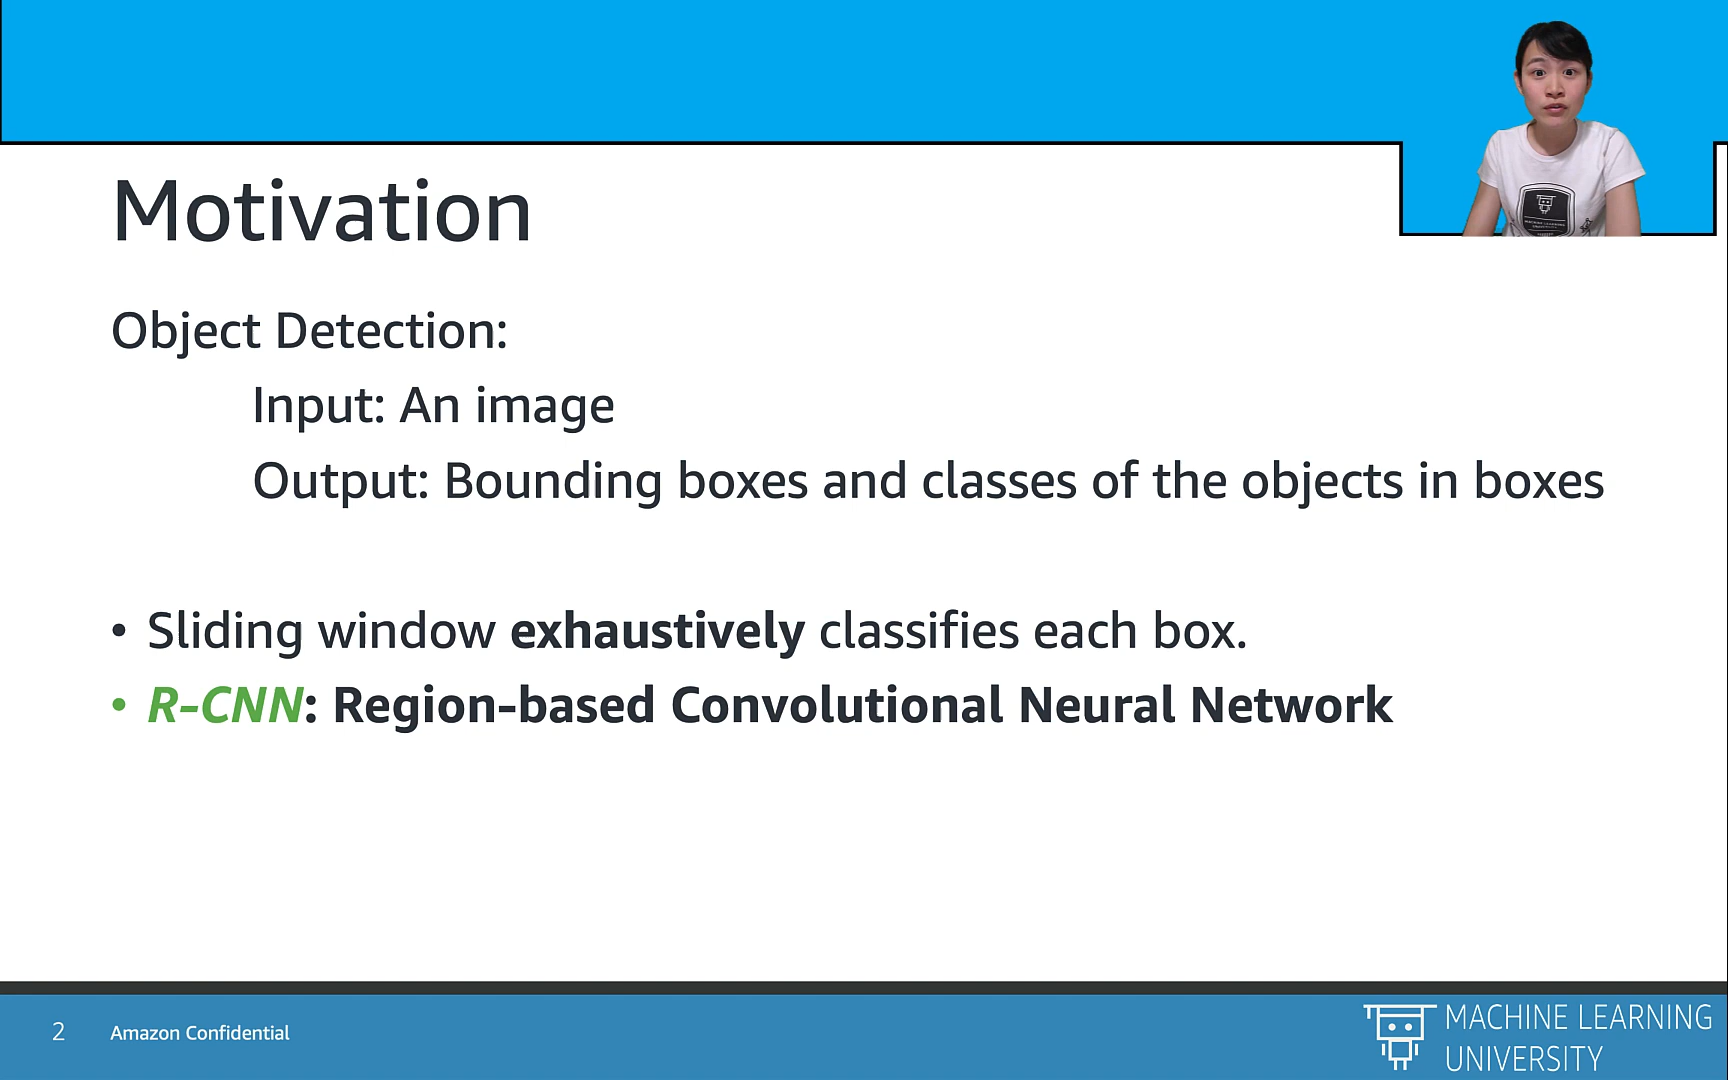 Motivation
Object Detection:
Input: An image
Output: Bounding boxes and classes of the objects in boxes
• Sliding window exhaustively classifies each box.
• R-CNN: Region-based Convolutional Neural Network
2
Amazon Confidential
MACHINE LEARNING
UNIVERSITY